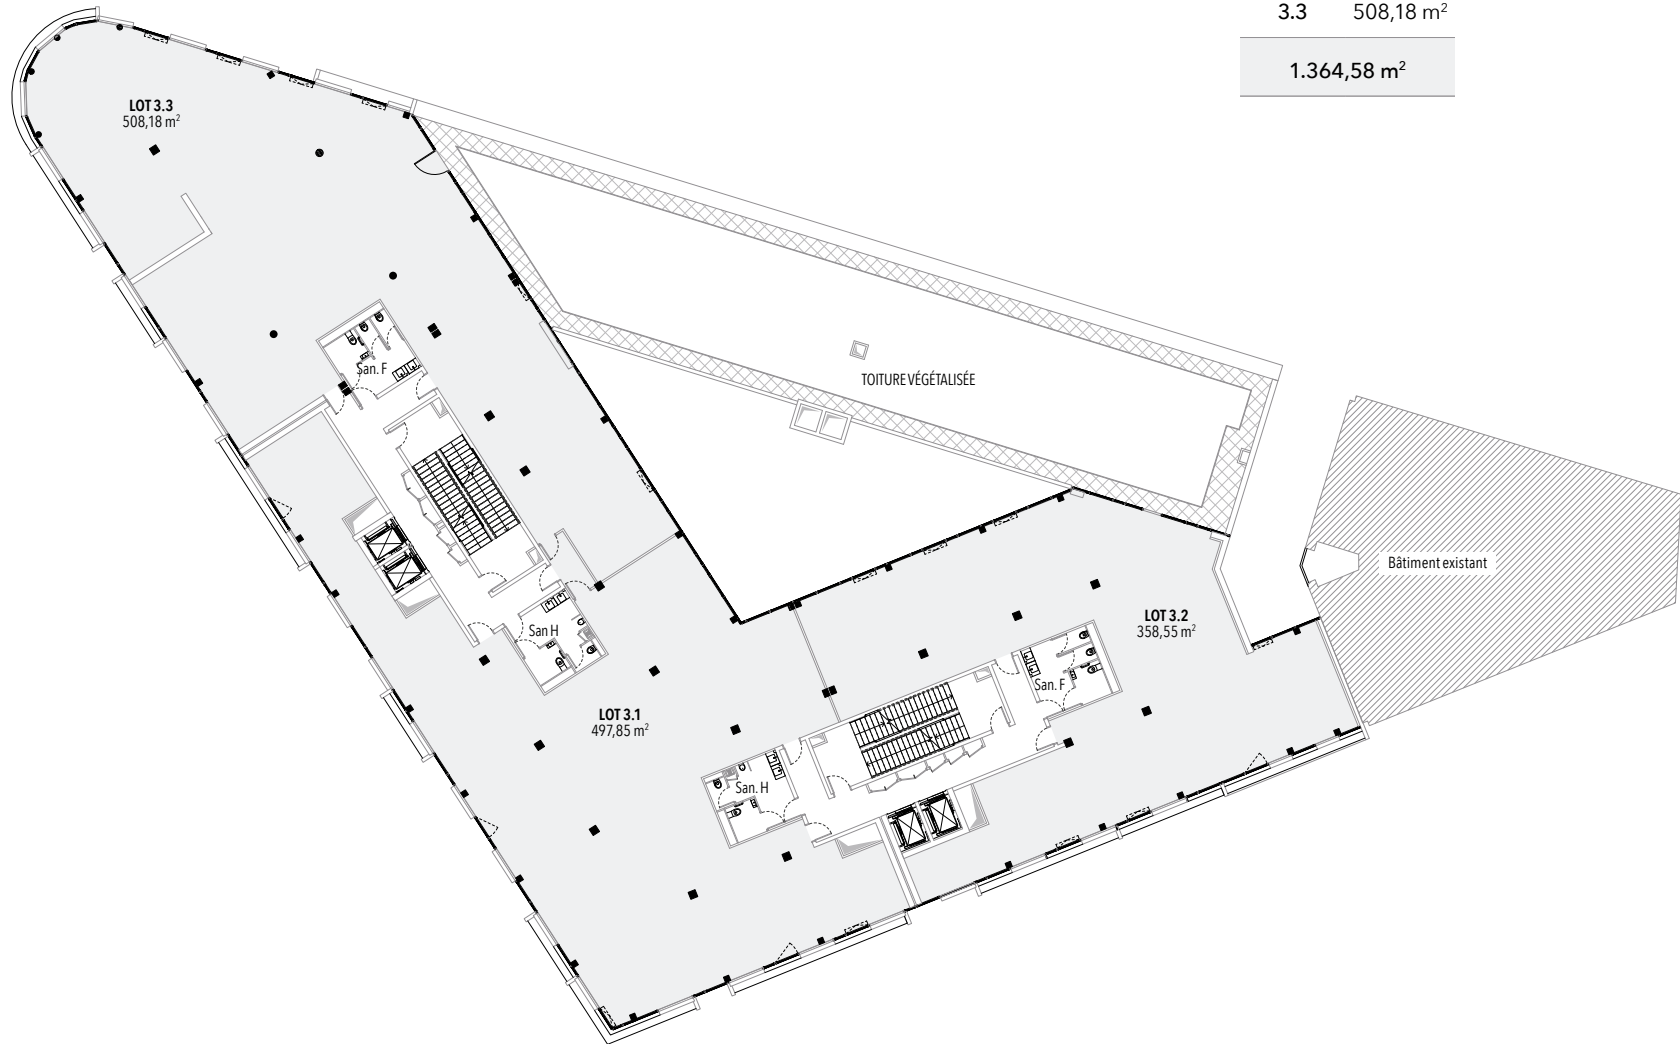 3.3 508,18 m²
1.364,58 m²
LOT 3.3
508,18 m²
San. F
TOITURE VÉGÉTALISÉE
Bâtiment existant
LOT 3.2
358,55 m²
San H
San. F
LOT 3.1
497,85 m²
San. H